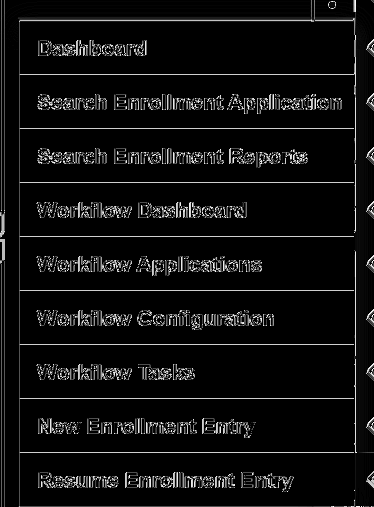 Dashboard
Search Enrollment Application
Search Enrollment Reports
Workflow Dashboard
Workflow Applications
Workflow Configuration
Workflow Tasks
New Enrollment Entry
Resume Enrollment Entry